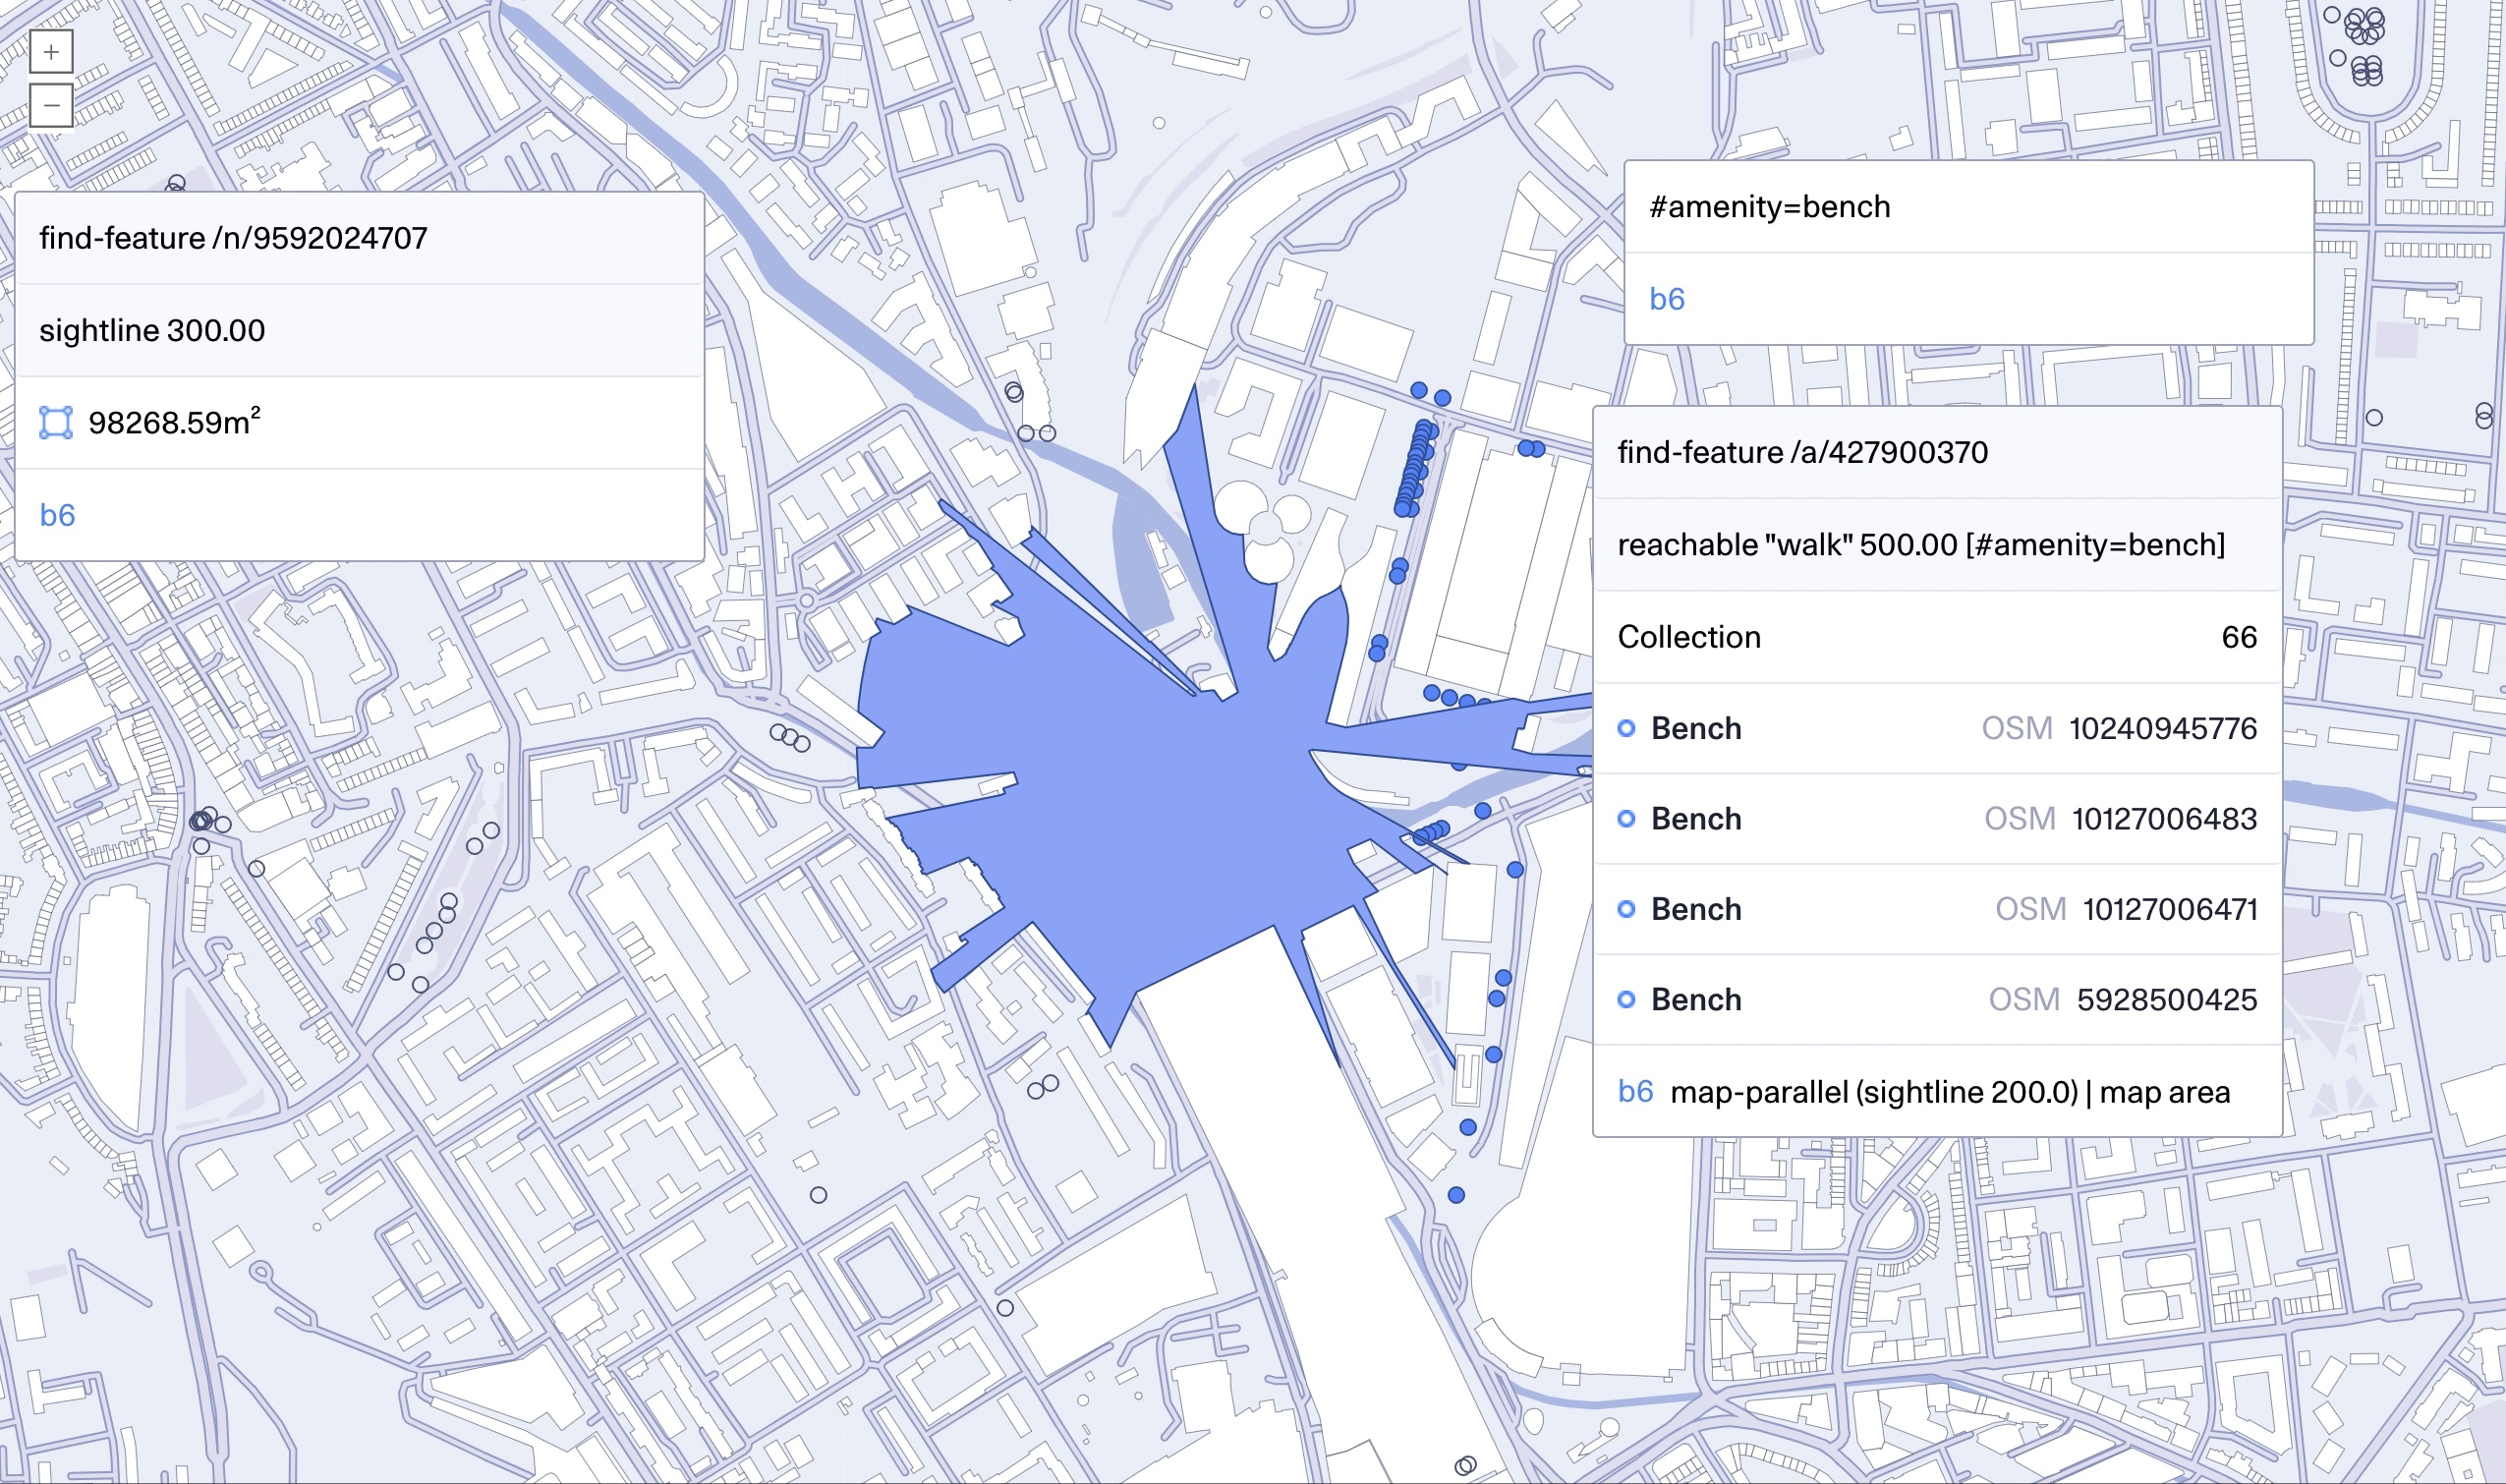 +
−
find-feature /n/9592024707
sightline 300.00
98268.59m²
b6
#amenity=bench
b6
find-feature /a/427900370
reachable "walk" 500.00 [#amenity=bench]
Collection 66
Bench OSM 10240945776
Bench OSM 10127006483
Bench OSM 10127006471
Bench OSM 5928500425
b6 map-parallel (sightline 200.0) | map area